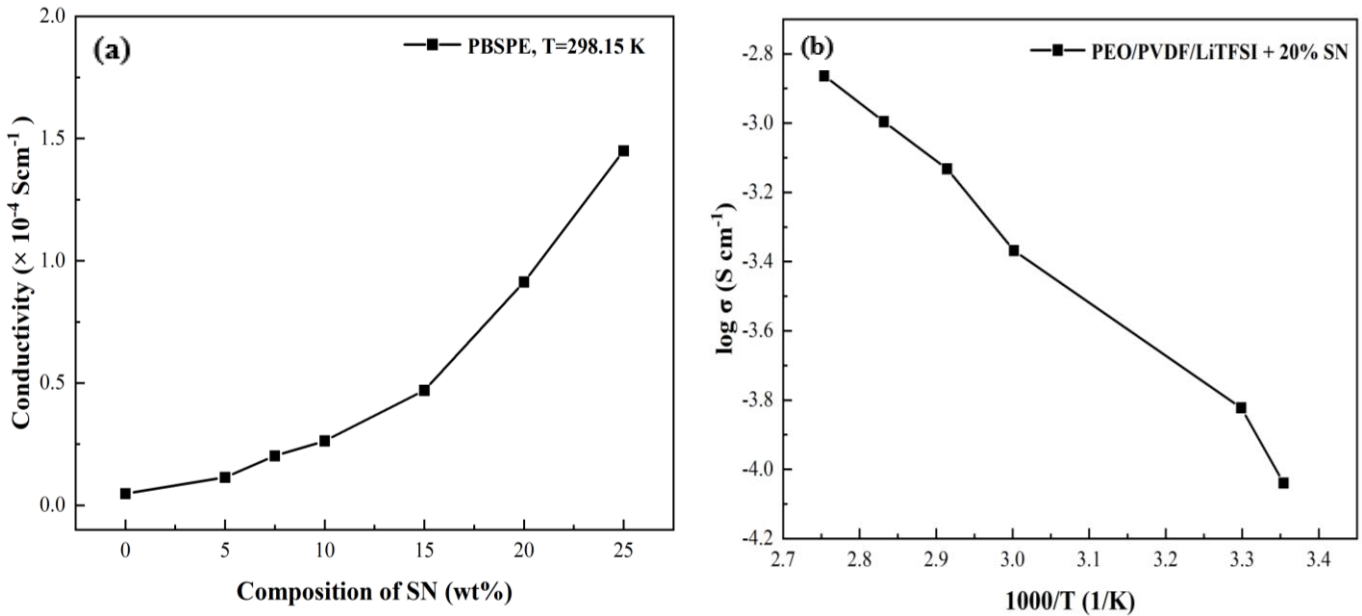 (a)
PBSPE, T=298.15 K
2.0
1.5
1.0
0.5
0.0
Conductivity (× 10⁻⁴ Scm⁻¹ )
0 5 10 15 20 25
Composition of SN (wt%)
(b)
PEO/PVDF/LiTFSI + 20% SN
-2.8
-3.0
-3.2
-3.4
-3.6
-3.8
-4.0
-4.2
log σ (S cm⁻¹)
2.7 2.8 2.9 3.0 3.1 3.2 3.3 3.4
1000/T (1/K)